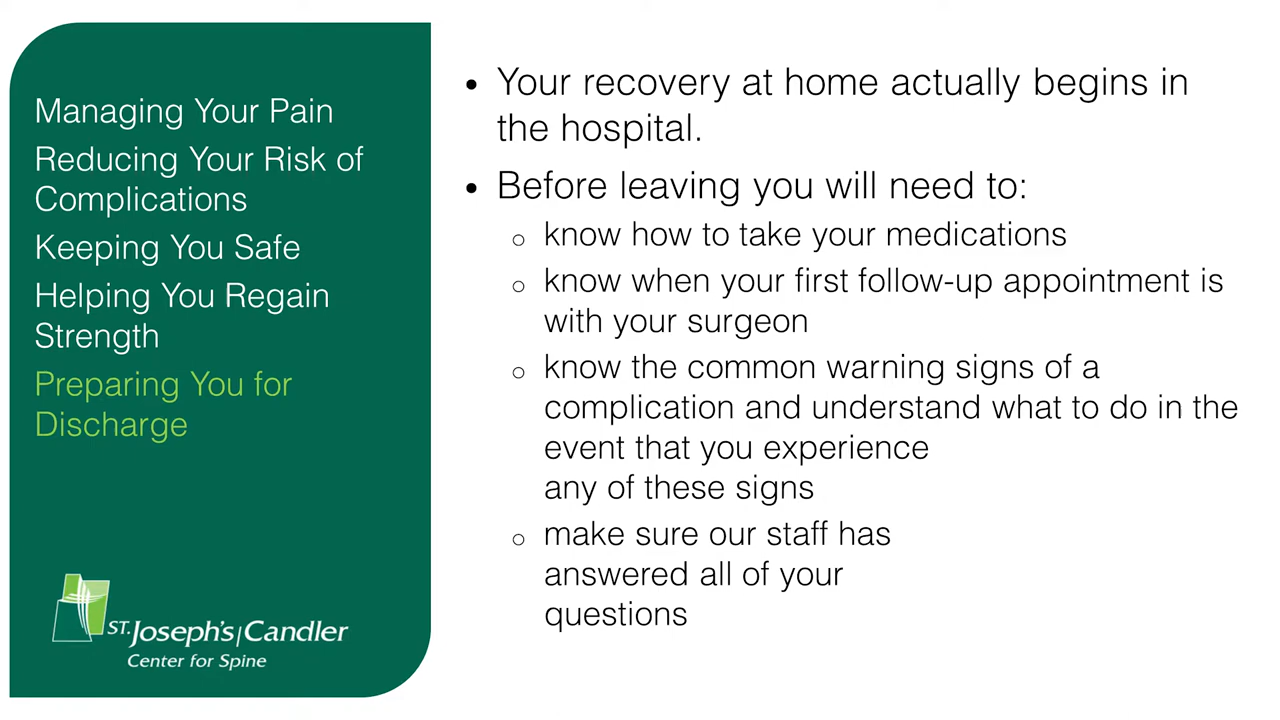 Managing Your Pain
Reducing Your Risk of
Complications
Keeping You Safe
Helping You Regain
Strength
Preparing You for
Discharge
ST. Joseph's|Candler
Center for Spine
• Your recovery at home actually begins in
the hospital.
• Before leaving you will need to:
○ know how to take your medications
○ know when your first follow-up appointment is
with your surgeon
○ know the common warning signs of a
complication and understand what to do in the
event that you experience
any of these signs
○ make sure our staff has
answered all of your
questions